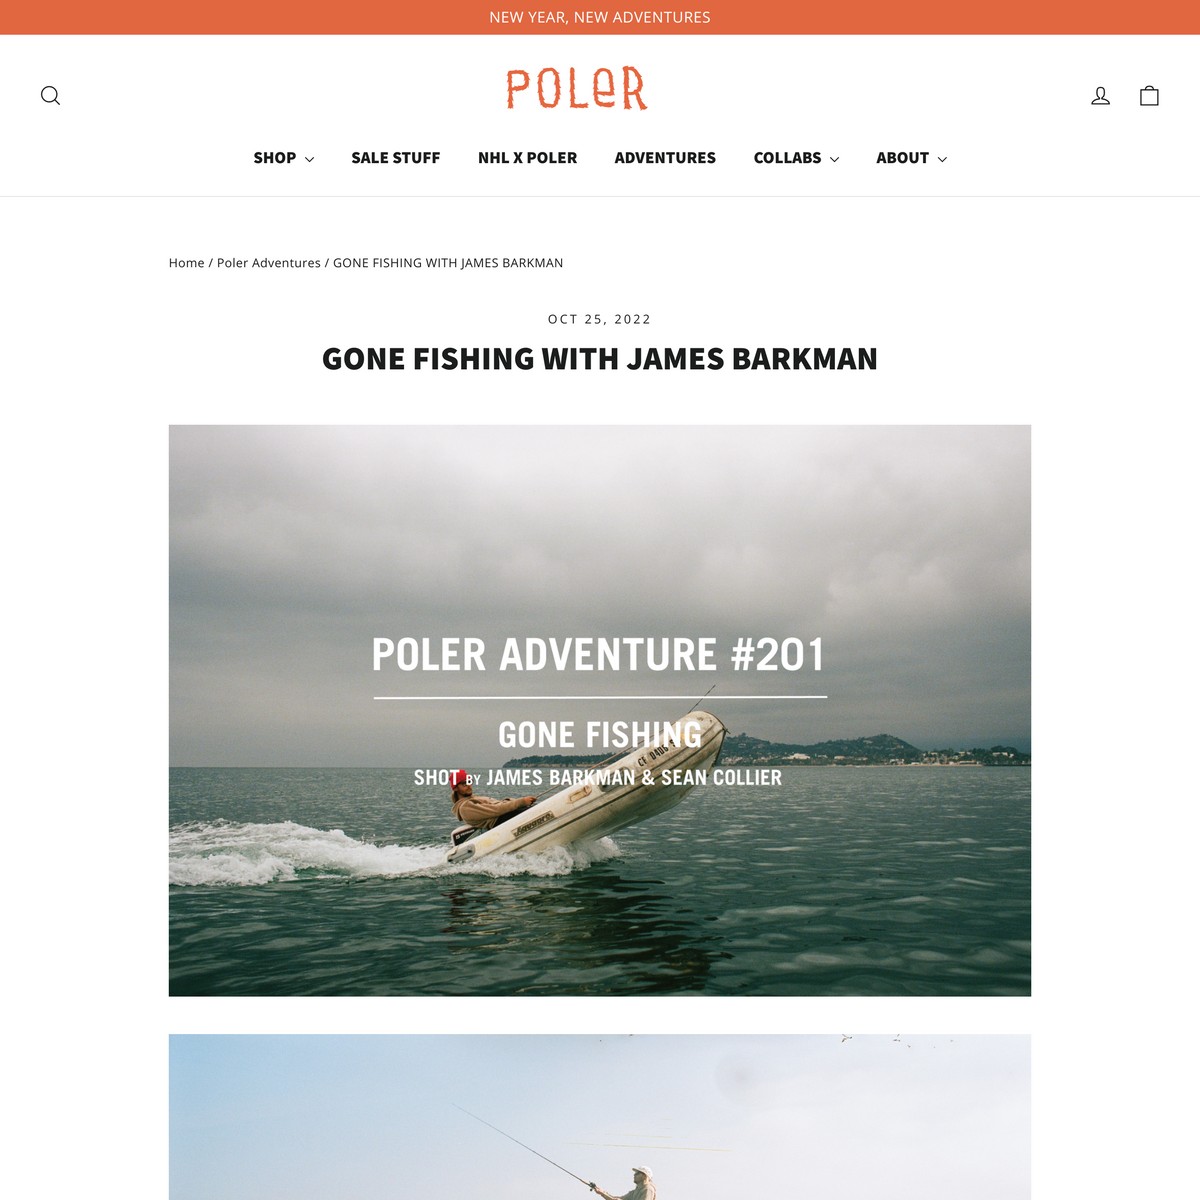 NEW YEAR, NEW ADVENTURES
POLER
SHOP
SALE STUFF
NHL X POLER
ADVENTURES
COLLABS
ABOUT
Home / Poler Adventures / GONE FISHING WITH JAMES BARKMAN
OCT 25, 2022
GONE FISHING WITH JAMES BARKMAN
POLER ADVENTURE #201
GONE FISHING
SHOT BY JAMES BARKMAN & SEAN COLLIER